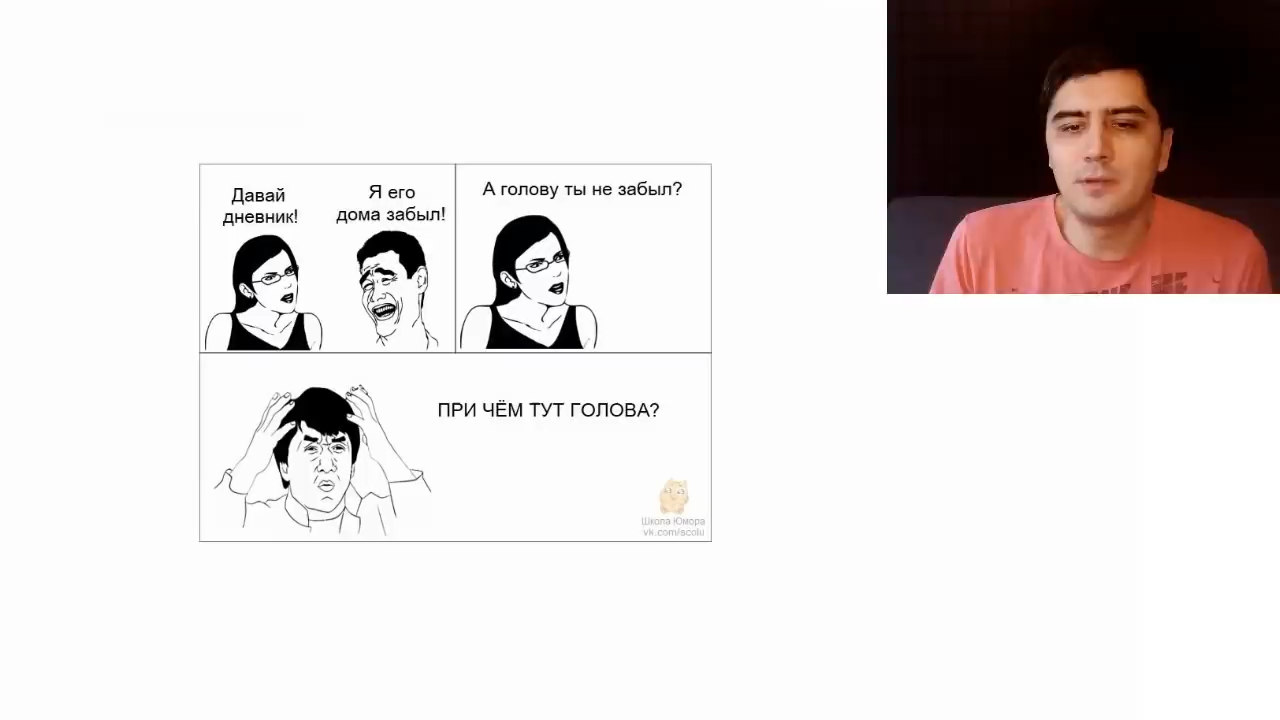 Давай
дневник!
Я его
дома забыл!
А голову ты не забыл?
ПРИ ЧЁМ ТУТ ГОЛОВА?
Школа Юмора
vk.com/scolu